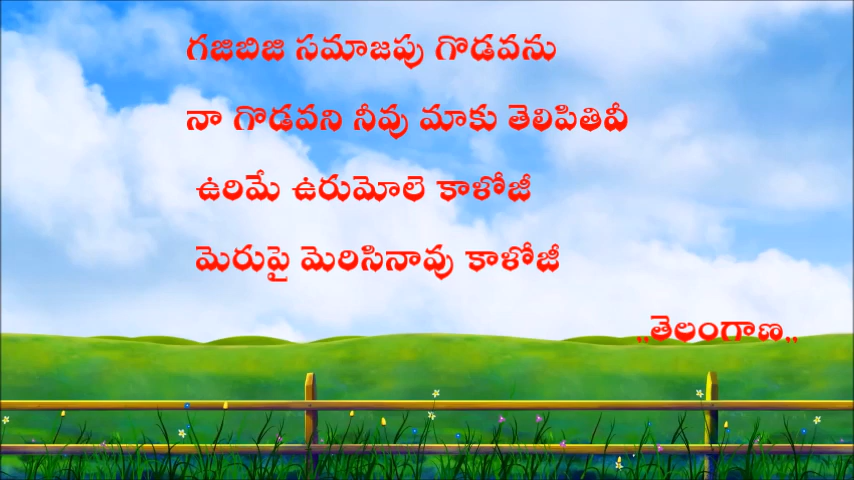 గజిబిజి సమాజపు గొడవను
నా గొడవని నీవు మాకు తెలిపితివీ
ఉరిమే ఉరుమోలె కాళోజీ
మెరుపై మెరిసినావు కాళోజీ
..తెలంగాణ..